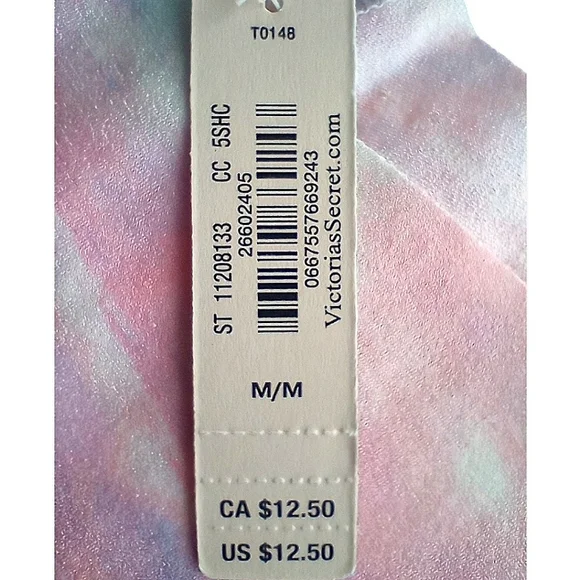 T0148
ST 11208133 CC 5SHC
26602405
0667557669243
VictoriasSecret.com
M/M
CA $12.50
US $12.50